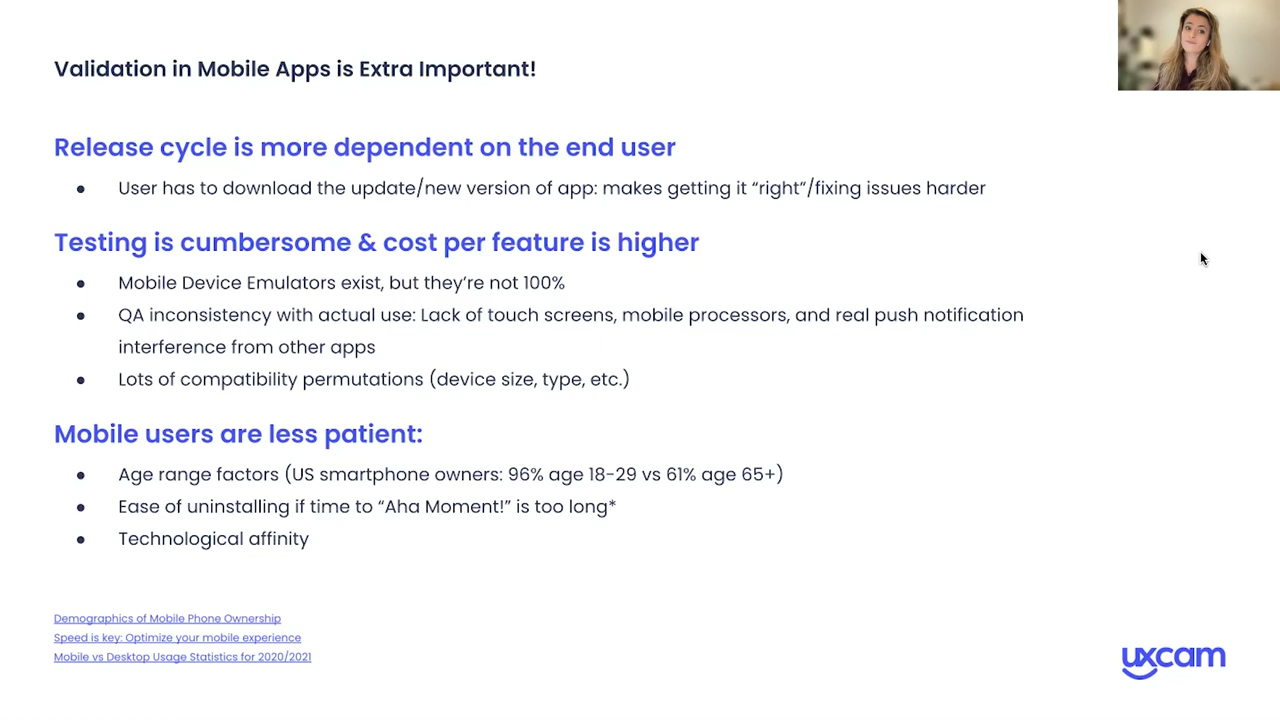 Validation in Mobile Apps is Extra Important!
Release cycle is more dependent on the end user
● User has to download the update/new version of app: makes getting it “right”/fixing issues harder
Testing is cumbersome & cost per feature is higher
● Mobile Device Emulators exist, but they’re not 100%
● QA inconsistency with actual use: Lack of touch screens, mobile processors, and real push notification
interference from other apps
● Lots of compatibility permutations (device size, type, etc.)
Mobile users are less patient:
● Age range factors (US smartphone owners: 96% age 18-29 vs 61% age 65+)
● Ease of uninstalling if time to “Aha Moment!” is too long*
● Technological affinity
Demographics of Mobile Phone Ownership
Speed is key: Optimize your mobile experience
Mobile vs Desktop Usage Statistics for 2020/2021
uxcam